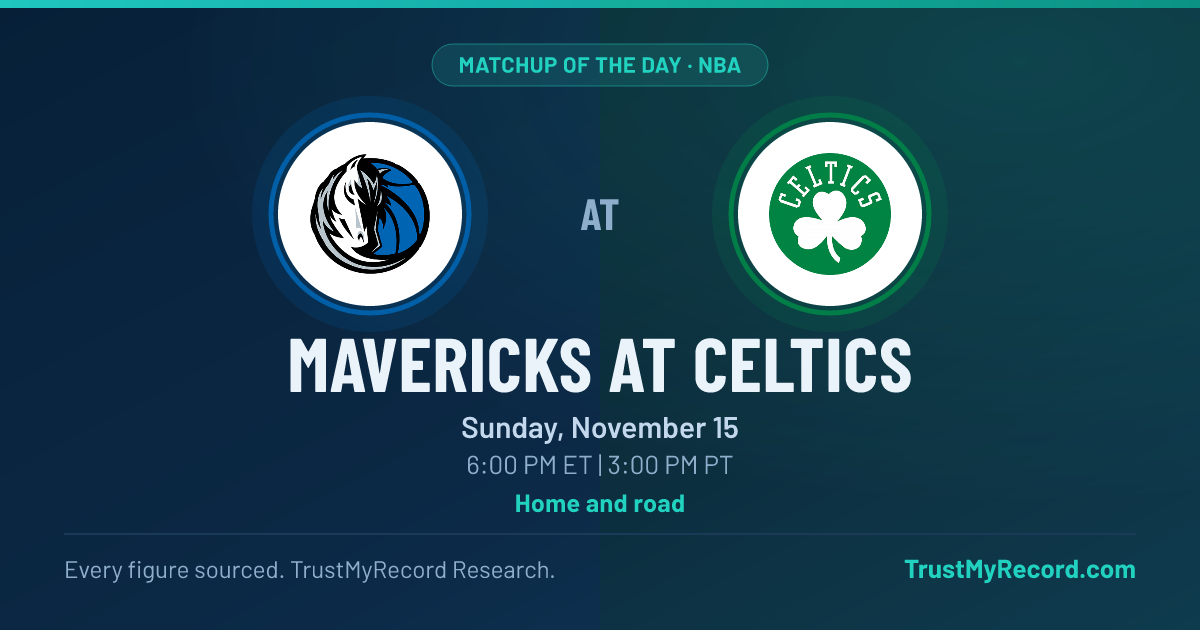 MATCHUP OF THE DAY · NBA
CELTICS
AT
MAVERICKS AT CELTICS
Sunday, November 15
6:00 PM ET | 3:00 PM PT
Home and road
Every figure sourced. TrustMyRecord Research.
TrustMyRecord.com